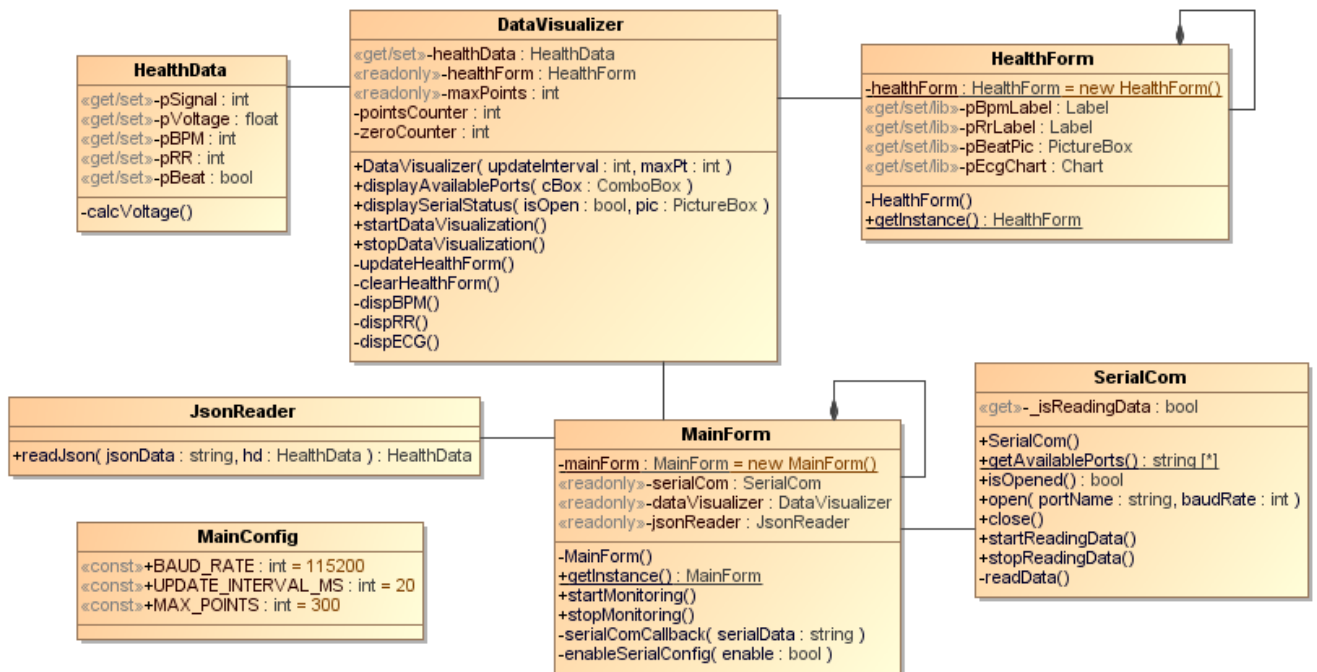 DataVisualizer
«get/set»-healthData : HealthData
«readonly»-healthForm : HealthForm
«readonly»-maxPoints : int
-pointsCounter : int
-zeroCounter : int
+DataVisualizer( updateInterval : int, maxPt : int )
+displayAvailablePorts( cBox : ComboBox )
+displaySerialStatus( isOpen : bool, pic : PictureBox )
+startDataVisualization()
+stopDataVisualization()
-updateHealthForm()
-clearHealthForm()
-dispBPM()
-dispRR()
-dispECG()
HealthData
«get/set»-pSignal : int
«get/set»-pVoltage : float
«get/set»-pBPM : int
«get/set»-pRR : int
«get/set»-pBeat : bool
-calcVoltage()
HealthForm
-healthForm : HealthForm = new HealthForm()
«get/set/lib»-pBpmLabel : Label
«get/set/lib»-pRrLabel : Label
«get/set/lib»-pBeatPic : PictureBox
«get/set/lib»-pEcgChart : Chart
-HealthForm()
+getInstance() : HealthForm
JsonReader
+readJson( jsonData : string, hd : HealthData ) : HealthData
MainForm
-mainForm : MainForm = new MainForm()
«readonly»-serialCom : SerialCom
«readonly»-dataVisualizer : DataVisualizer
«readonly»-jsonReader : JsonReader
-MainForm()
+getInstance() : MainForm
+startMonitoring()
+stopMonitoring()
-serialComCallback( serialData : string )
-enableSerialConfig( enable : bool )
SerialCom
«get»-_isReadingData : bool
+SerialCom()
+getAvailablePorts() : string [*]
+isOpened() : bool
+open( portName : string, baudRate : int )
+close()
+startReadingData()
+stopReadingData()
-readData()
MainConfig
«const»+BAUD_RATE : int = 115200
«const»+UPDATE_INTERVAL_MS : int = 20
«const»+MAX_POINTS : int = 300